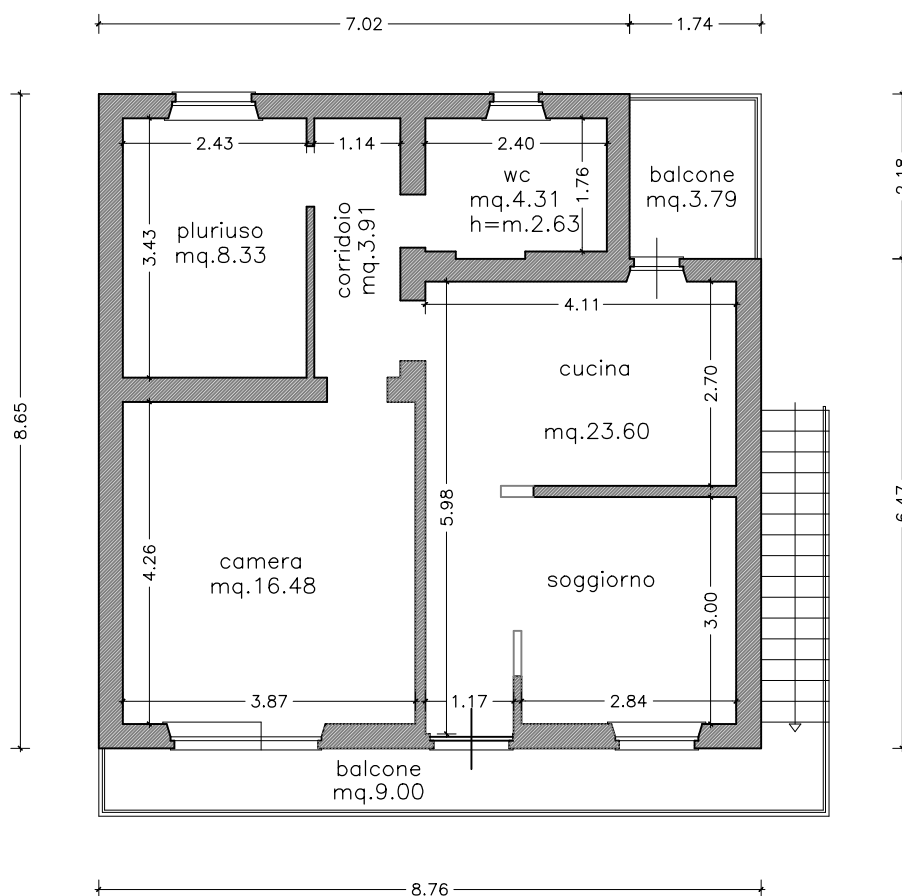 7.02
1.74
2.43
1.14
2.40
wc
mq.4.31
h=m.2.63
1.76
balcone
mq.3.79
2.18
pluriuso
mq.8.33
3.43
corridoio
mq.3.91
4.11
cucina
mq.23.60
2.70
8.65
5.98
6.47
4.26
camera
mq.16.48
soggiorno
3.00
3.87
1.17
2.84
balcone
mq.9.00
8.76